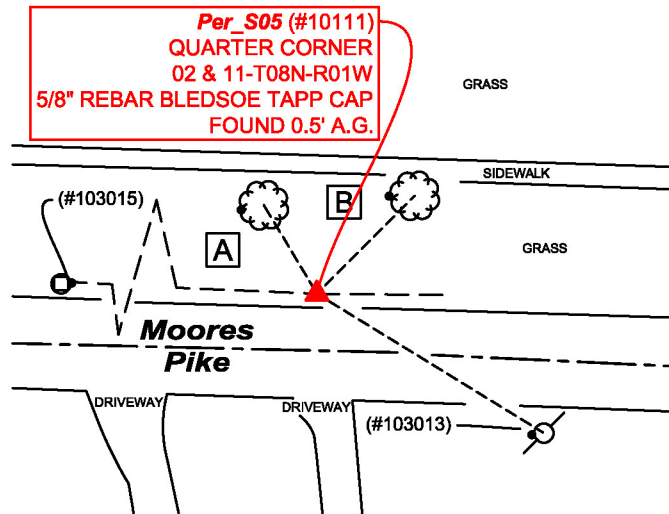 Per_S05 (#10111)
QUARTER CORNER
02 & 11-T08N-R01W
5/8" REBAR BLEDSOE TAPP CAP
FOUND 0.5' A.G.
GRASS
SIDEWALK
(#103015)
B
A
GRASS
Moores
Pike
DRIVEWAY
DRIVEWAY
(#103013)